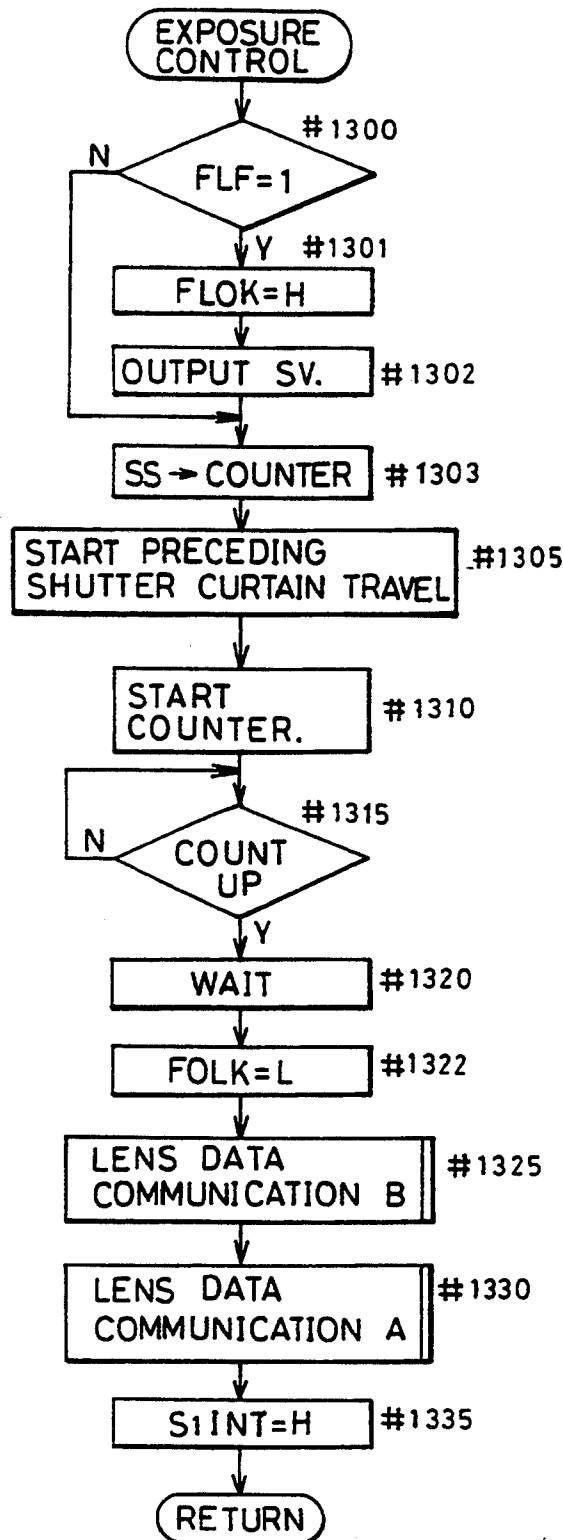 EXPOSURE
CONTROL
#1300
N
FLF=1
Y #1301
FLOK=H
OUTPUT SV. #1302
SS→COUNTER #1303
START PRECEDING
SHUTTER CURTAIN TRAVEL
#1305
START
COUNTER.
#1310
#1315
N
COUNT
UP
Y
WAIT #1320
FOLK=L #1322
LENS DATA
COMMUNICATION B
#1325
LENS DATA
COMMUNICATION A
#1330
S1INT=H #1335
RETURN